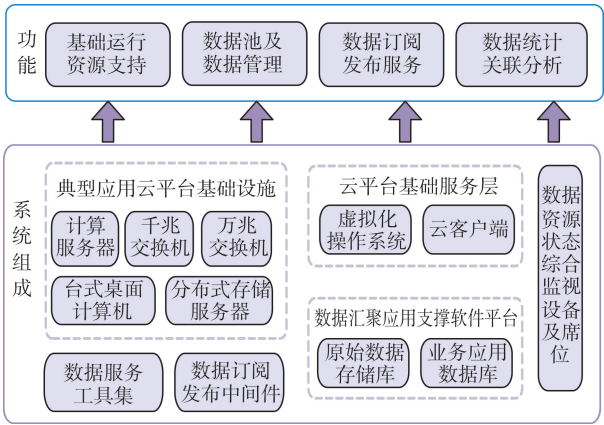 功能
基础运行
资源支持
数据池及
数据管理
数据订阅
发布服务
数据统计
关联分析
系统组成
典型应用云平台基础设施
计算
服务器
千兆
交换机
万兆
交换机
台式桌面
计算机
分布式存储
服务器
数据服务
工具集
数据订阅
发布中间件
云平台基础服务层
虚拟化
操作系统
云客户端
数据汇聚应用支撑软件平台
原始数据
存储库
业务应用
数据库
数据
资源
状态
综合
监视
设备
及席
位